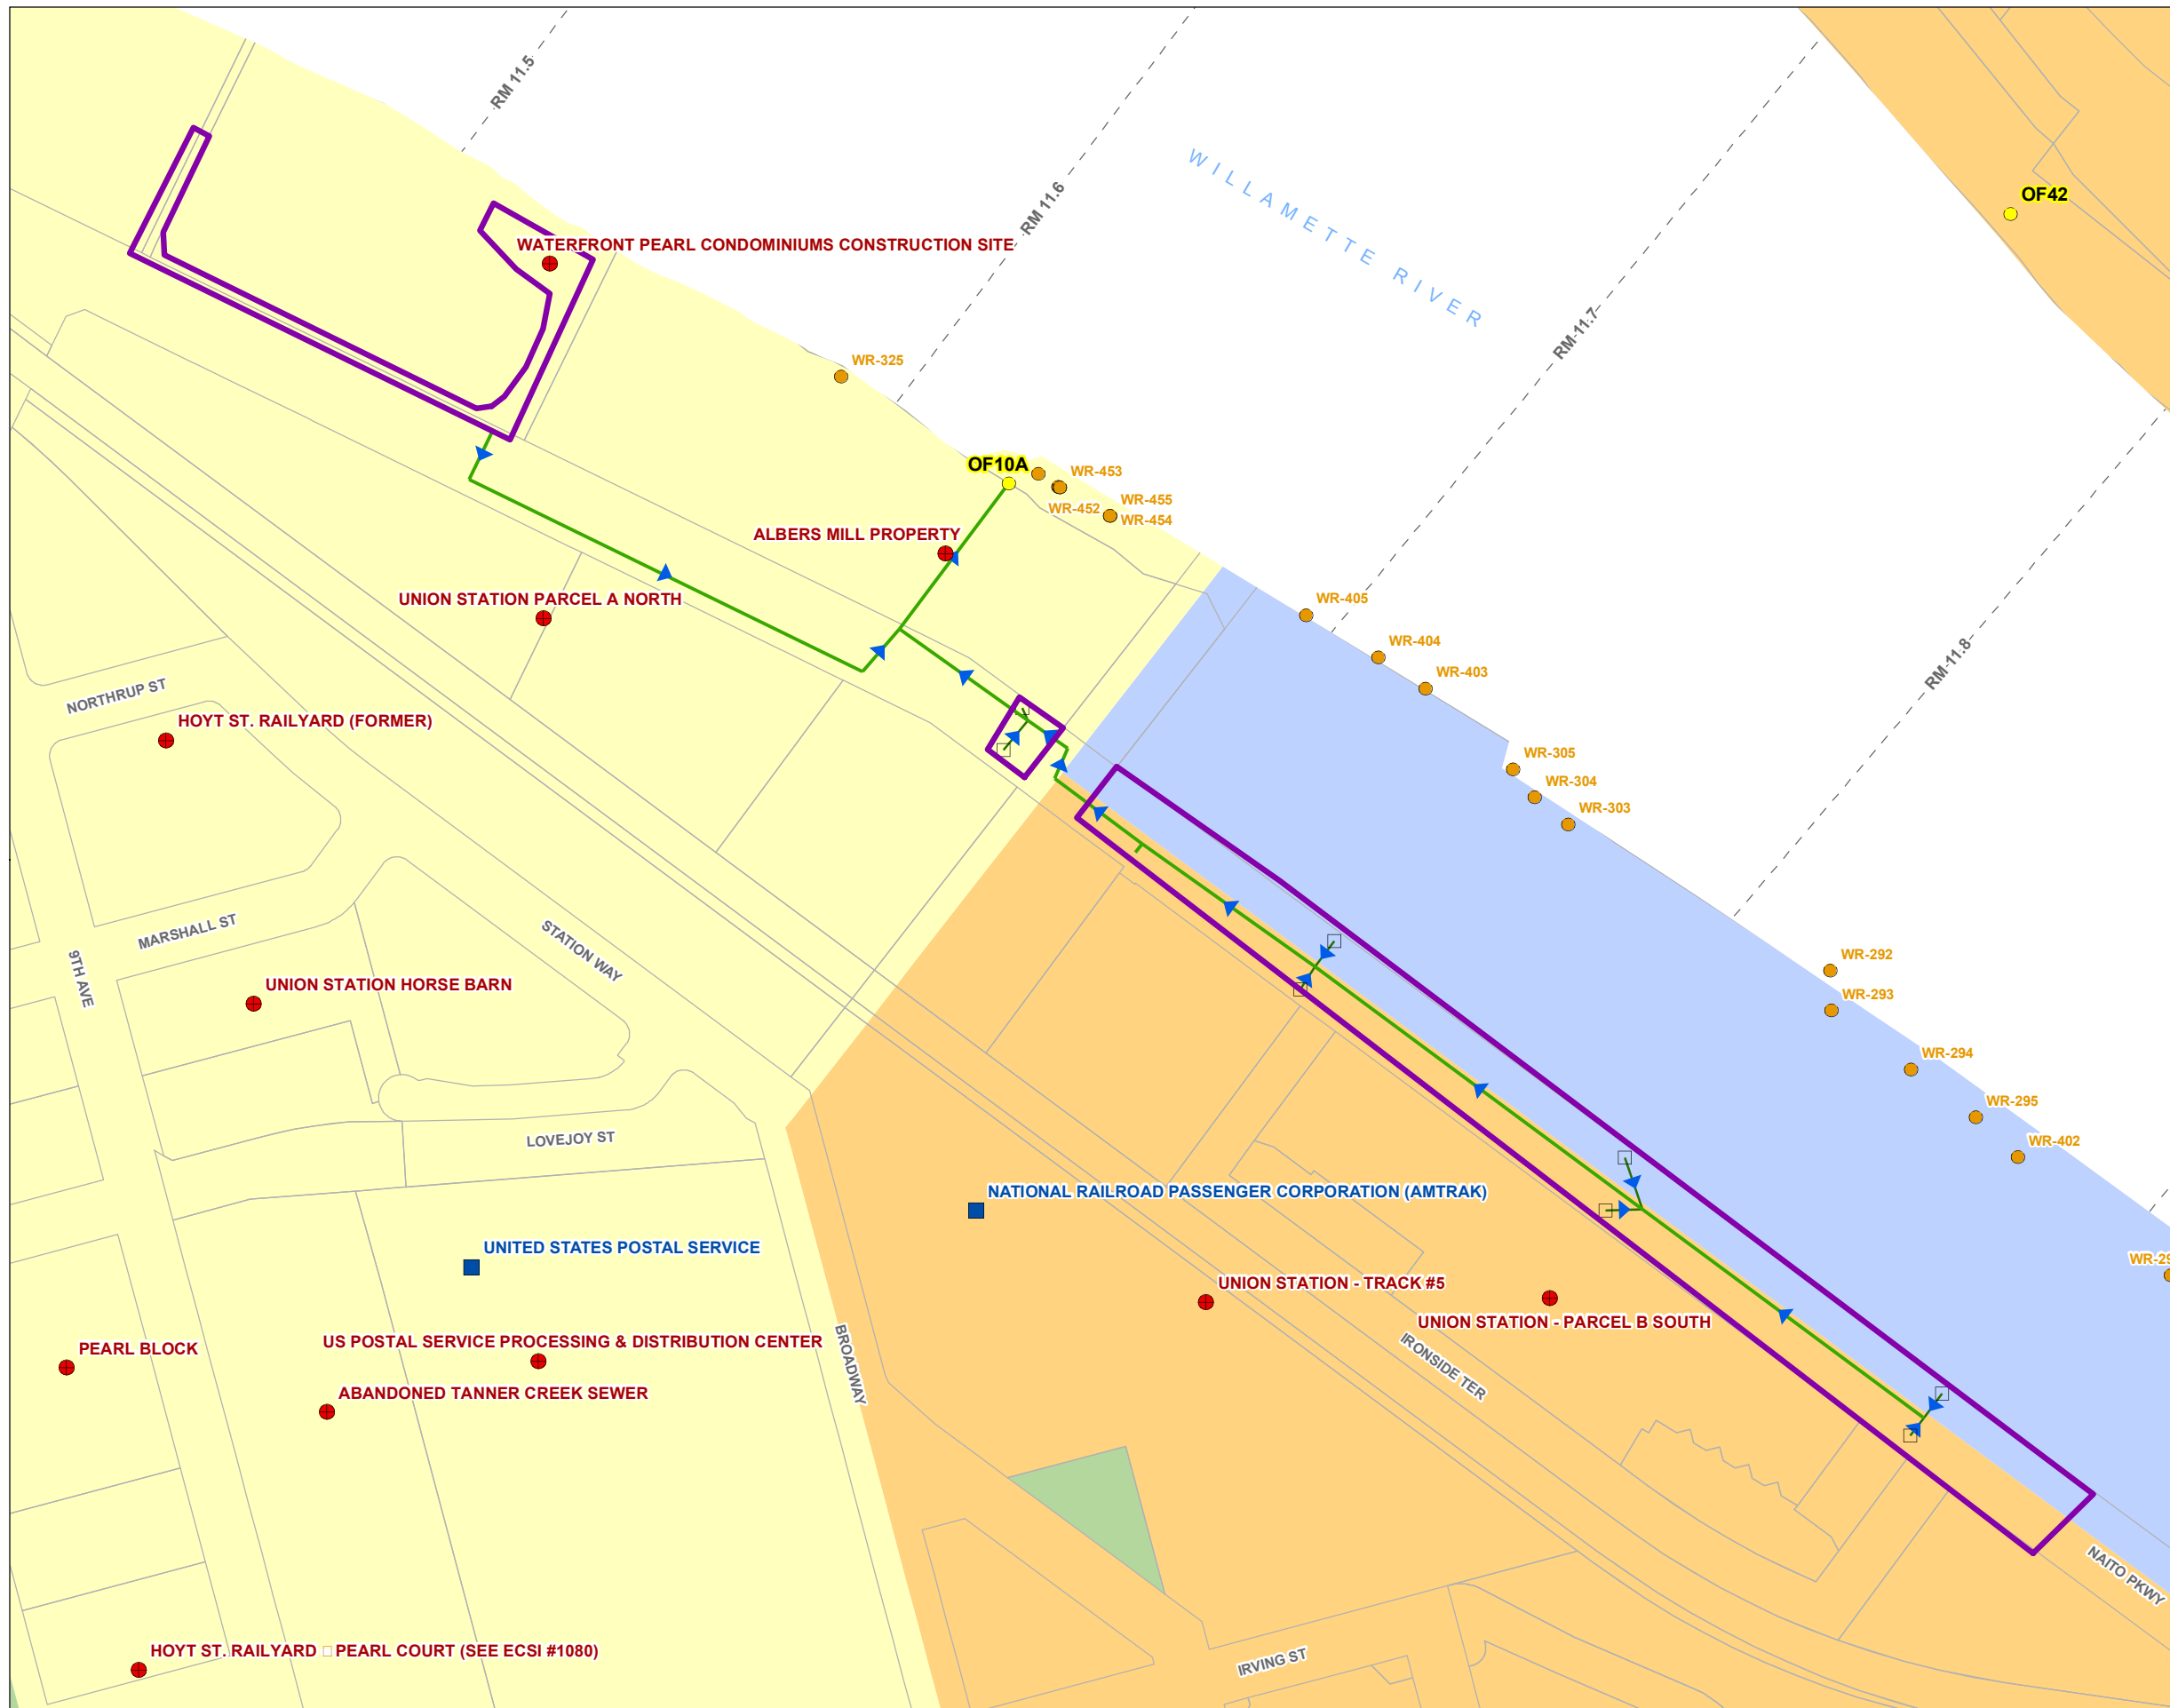 RM 11.5
RM 11.6
WILLAMETTE RIVER
OF42
WATERFRONT PEARL CONDOMINIUMS CONSTRUCTION SITE
RM 11.7
WR-325
OF10A
WR-453
WR-455
WR-452
WR-454
ALBERS MILL PROPERTY
UNION STATION PARCEL A NORTH
WR-405
WR-404
WR-403
RM 11.8
NORTHRUP ST
HOYT ST. RAILYARD (FORMER)
WR-305
WR-304
WR-303
MARSHALL ST
STATION WAY
9TH AVE
UNION STATION HORSE BARN
WR-292
WR-293
WR-294
WR-295
WR-402
LOVEJOY ST
NATIONAL RAILROAD PASSENGER CORPORATION (AMTRAK)
UNITED STATES POSTAL SERVICE
WR-29
UNION STATION - TRACK #5
UNION STATION - PARCEL B SOUTH
US POSTAL SERVICE PROCESSING & DISTRIBUTION CENTER
PEARL BLOCK
BROADWAY
IRONSIDE TER
ABANDONED TANNER CREEK SEWER
NAITO PKWY
HOYT ST. RAILYARD □ PEARL COURT (SEE ECSI #1080)
IRVING ST